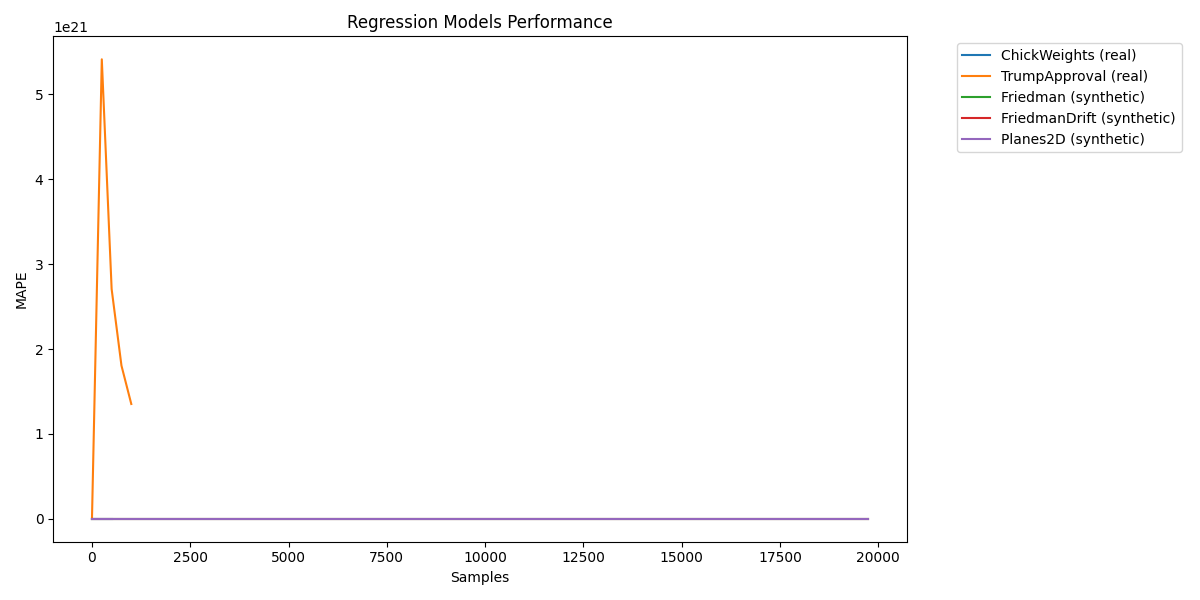 Regression Models Performance
1e21
5
4
3
2
1
0
MAPE
0 2500 5000 7500 10000 12500 15000 17500 20000
Samples
ChickWeights (real)
TrumpApproval (real)
Friedman (synthetic)
FriedmanDrift (synthetic)
Planes2D (synthetic)